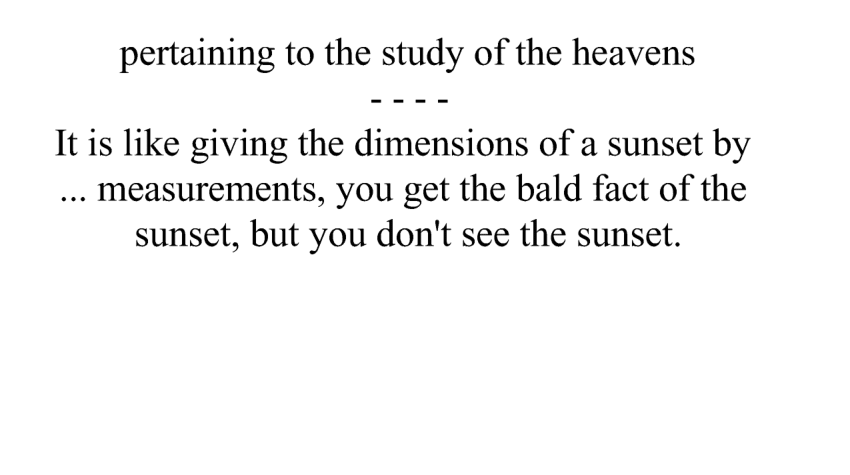 pertaining to the study of the heavens
- - - -
It is like giving the dimensions of a sunset by
... measurements, you get the bald fact of the
sunset, but you don't see the sunset.